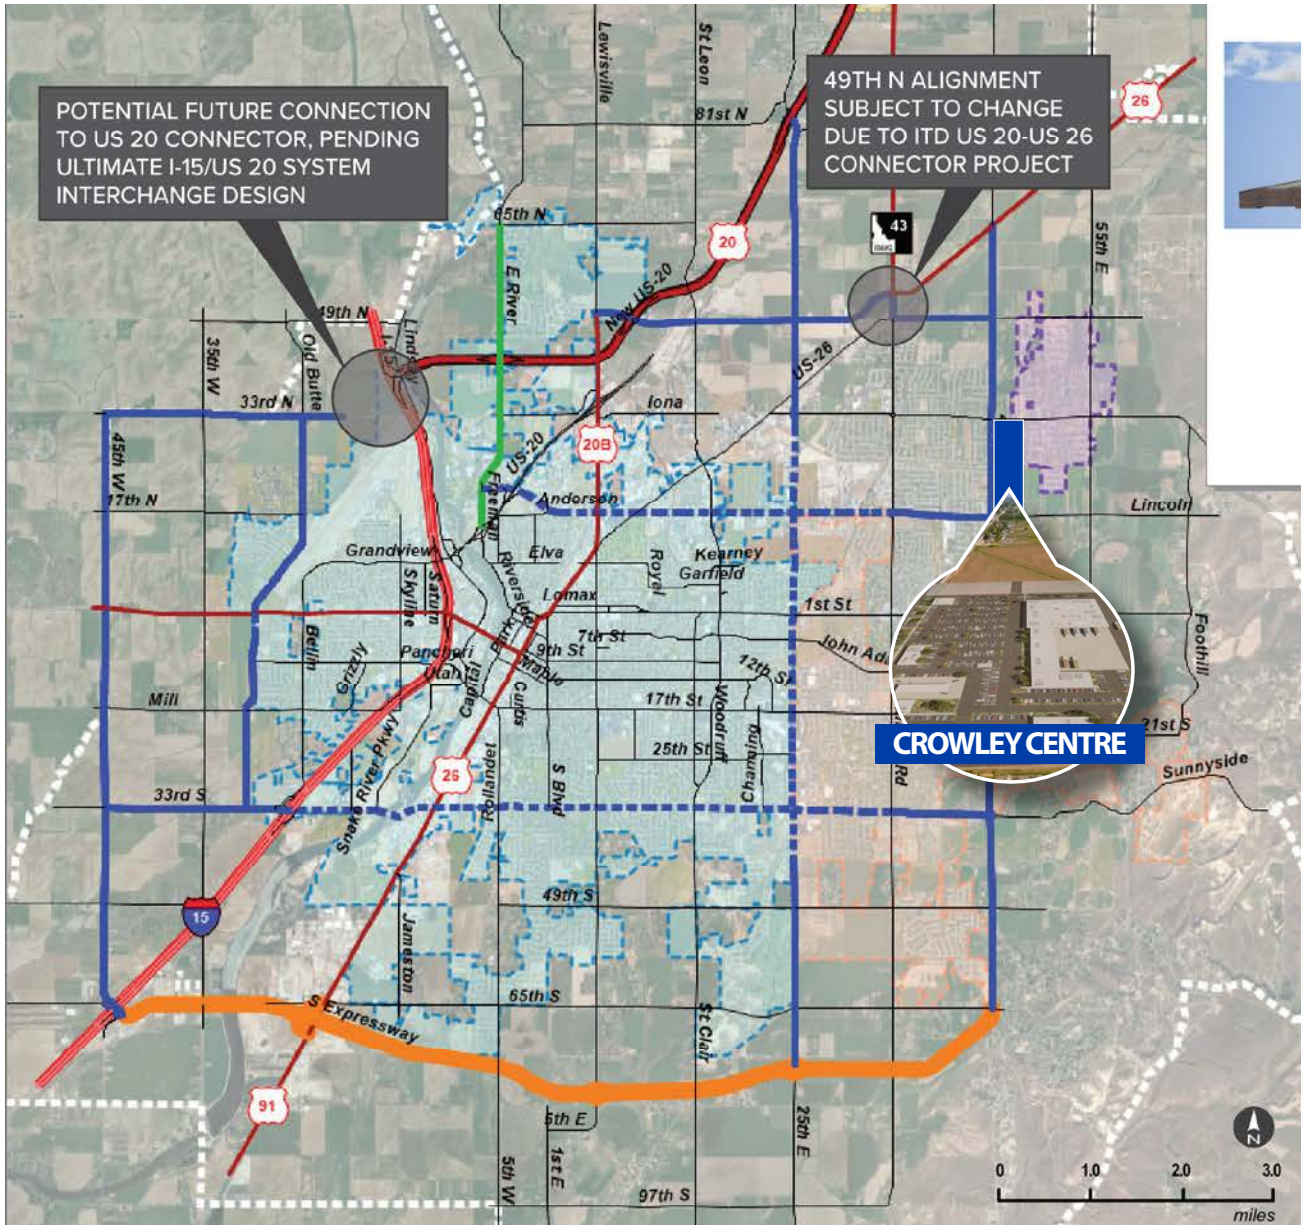 POTENTIAL FUTURE CONNECTION
TO US 20 CONNECTOR, PENDING
ULTIMATE I-15/US 20 SYSTEM
INTERCHANGE DESIGN
Lewisville
St Leon
49TH N ALIGNMENT
SUBJECT TO CHANGE
DUE TO ITD US 20-US 26
CONNECTOR PROJECT
26
81st N
65th N
20
43
55th E
E River
New US-20
49th N
I-15
Lindsay
35th W
Old Butte
US-26
33rd N
Iona
45th W
20B
US-20
17th N
Freeman
Anderson
Lincoln
Grandview
Elva
Kearney
Garfield
Royel
Saturn
Skyline
Riverside
Lomax
1st St
Foothill
Bellin
Park
7th St
John Ad
Pancheri
9th St
Maple
Grizzly
Utah
12th St
Capital
Mill
Curtis
17th St
Woodruff
21st S
25th St
Channing
CROWLEY CENTRE
Rd
Sunnyside
26
Snake River Pkwy
Rollandet
S Blvd
33rd S
49th S
15
Jameston
65th S
S Expressway
St Clair
91
5th E
25th E
5th W
1st E
97th S
N
0 1.0 2.0 3.0
miles